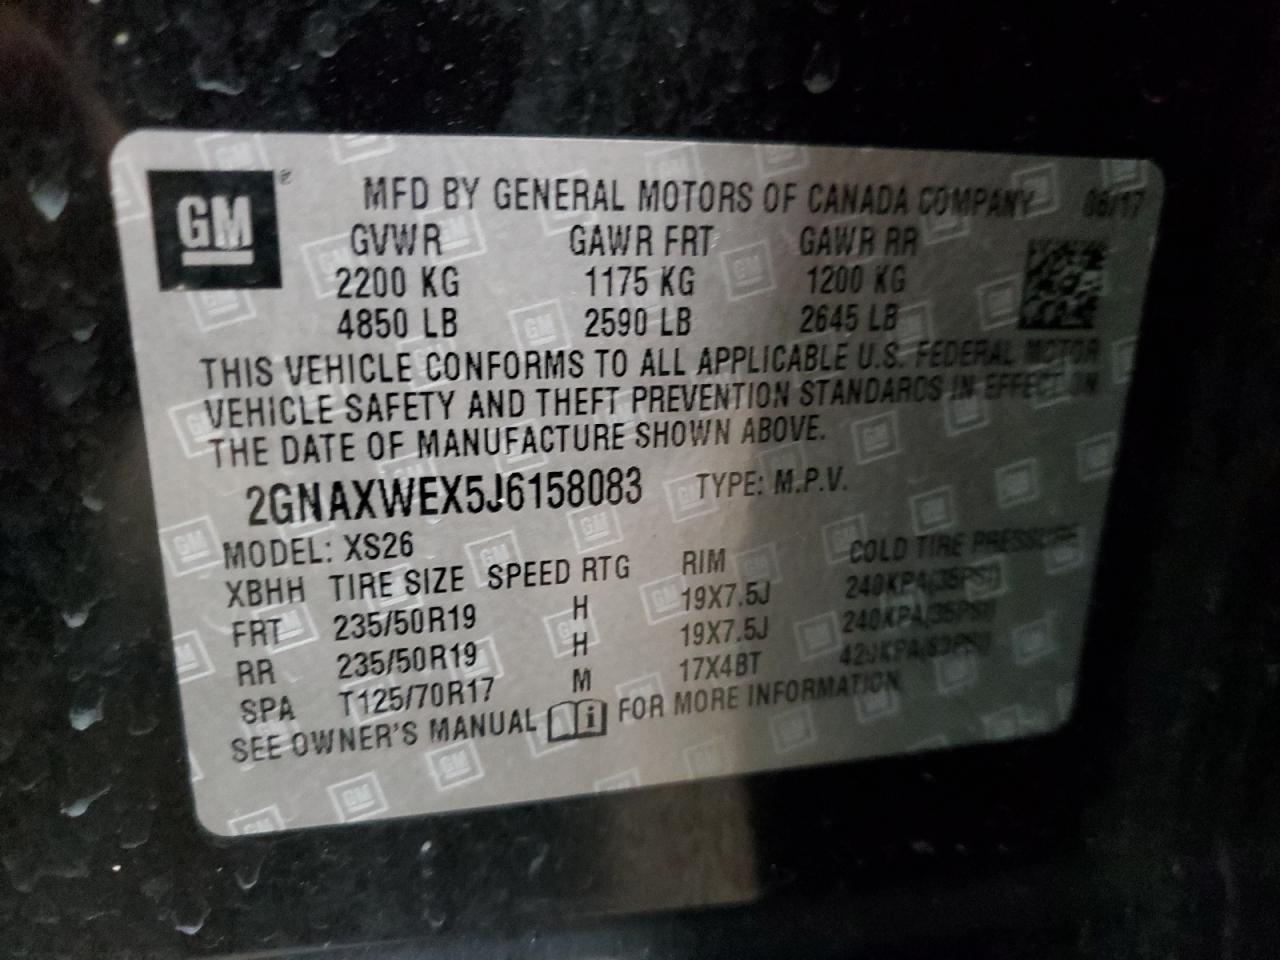 GM
MFD BY GENERAL MOTORS OF CANADA COMPANY 06/17
GVWR GAWR FRT GAWR RR
2200 KG 1175 KG 1200 KG
4850 LB 2590 LB 2645 LB
THIS VEHICLE CONFORMS TO ALL APPLICABLE U.S. FEDERAL MOTOR
VEHICLE SAFETY AND THEFT PREVENTION STANDARDS IN EFFECT ON
THE DATE OF MANUFACTURE SHOWN ABOVE.
2GNAXWEX5J6158083 TYPE: M.P.V.
MODEL: XS26
XBHH TIRE SIZE SPEED RTG RIM COLD TIRE PRESSURE
FRT 235/50R19 H 19X7.5J 240KPA(35PSI)
RR 235/50R19 H 19X7.5J 240KPA(35PSI)
SPA T125/70R17 M 17X4BT 420KPA(
SEE OWNER'S MANUAL FOR MORE INFORMATION